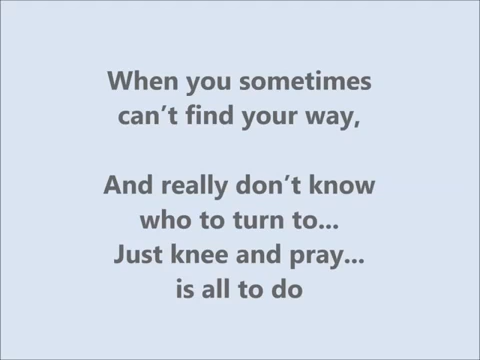 When you sometimes
can’t find your way,
And really don’t know
who to turn to...
Just knee and pray...
is all to do